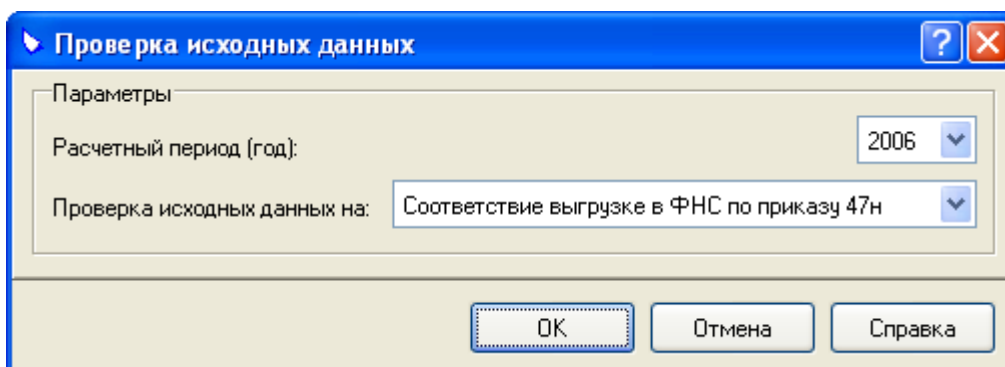 Проверка исходных данных
Параметры
Расчетный период (год): 2006
Проверка исходных данных на: Соответствие выгрузке в ФНС по приказу 47н
OK Отмена Справка